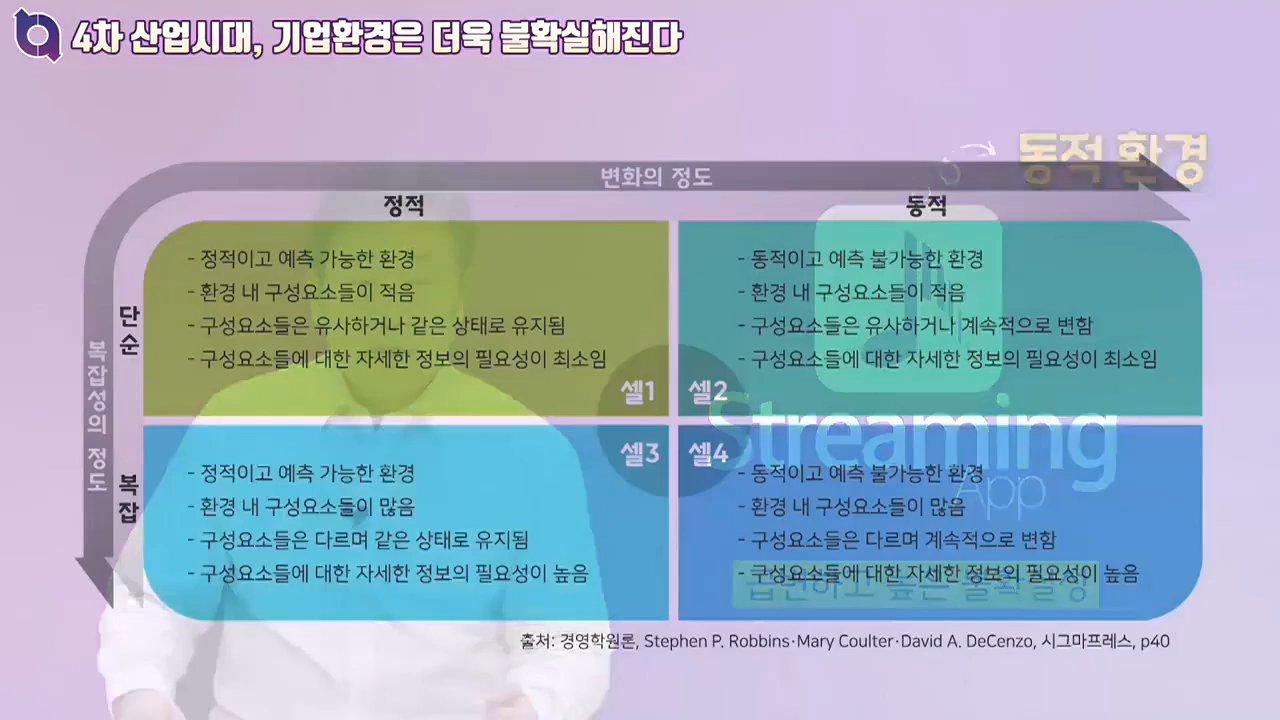 4차 산업시대, 기업환경은 더욱 불확실해진다
동적 환경
변화의 정도
정적
동적
복잡성의 정도
단순
- 정적이고 예측 가능한 환경
- 환경 내 구성요소들이 적음
- 구성요소들은 유사하거나 같은 상태로 유지됨
- 구성요소들에 대한 자세한 정보의 필요성이 최소임
셀1
- 동적이고 예측 불가능한 환경
- 환경 내 구성요소들이 적음
- 구성요소들은 유사하거나 계속적으로 변함
- 구성요소들에 대한 자세한 정보의 필요성이 최소임
셀2
복잡
셀3
- 정적이고 예측 가능한 환경
- 환경 내 구성요소들이 많음
- 구성요소들은 다르며 같은 상태로 유지됨
- 구성요소들에 대한 자세한 정보의 필요성이 높음
셀4
- 동적이고 예측 불가능한 환경
- 환경 내 구성요소들이 많음
- 구성요소들은 다르며 계속적으로 변함
- 구성요소들에 대한 자세한 정보의 필요성이 높음
Streaming
App
급변하고 높은 불확실성
출처: 경영학원론, Stephen P. Robbins·Mary Coulter·David A. DeCenzo, 시그마프레스, p40